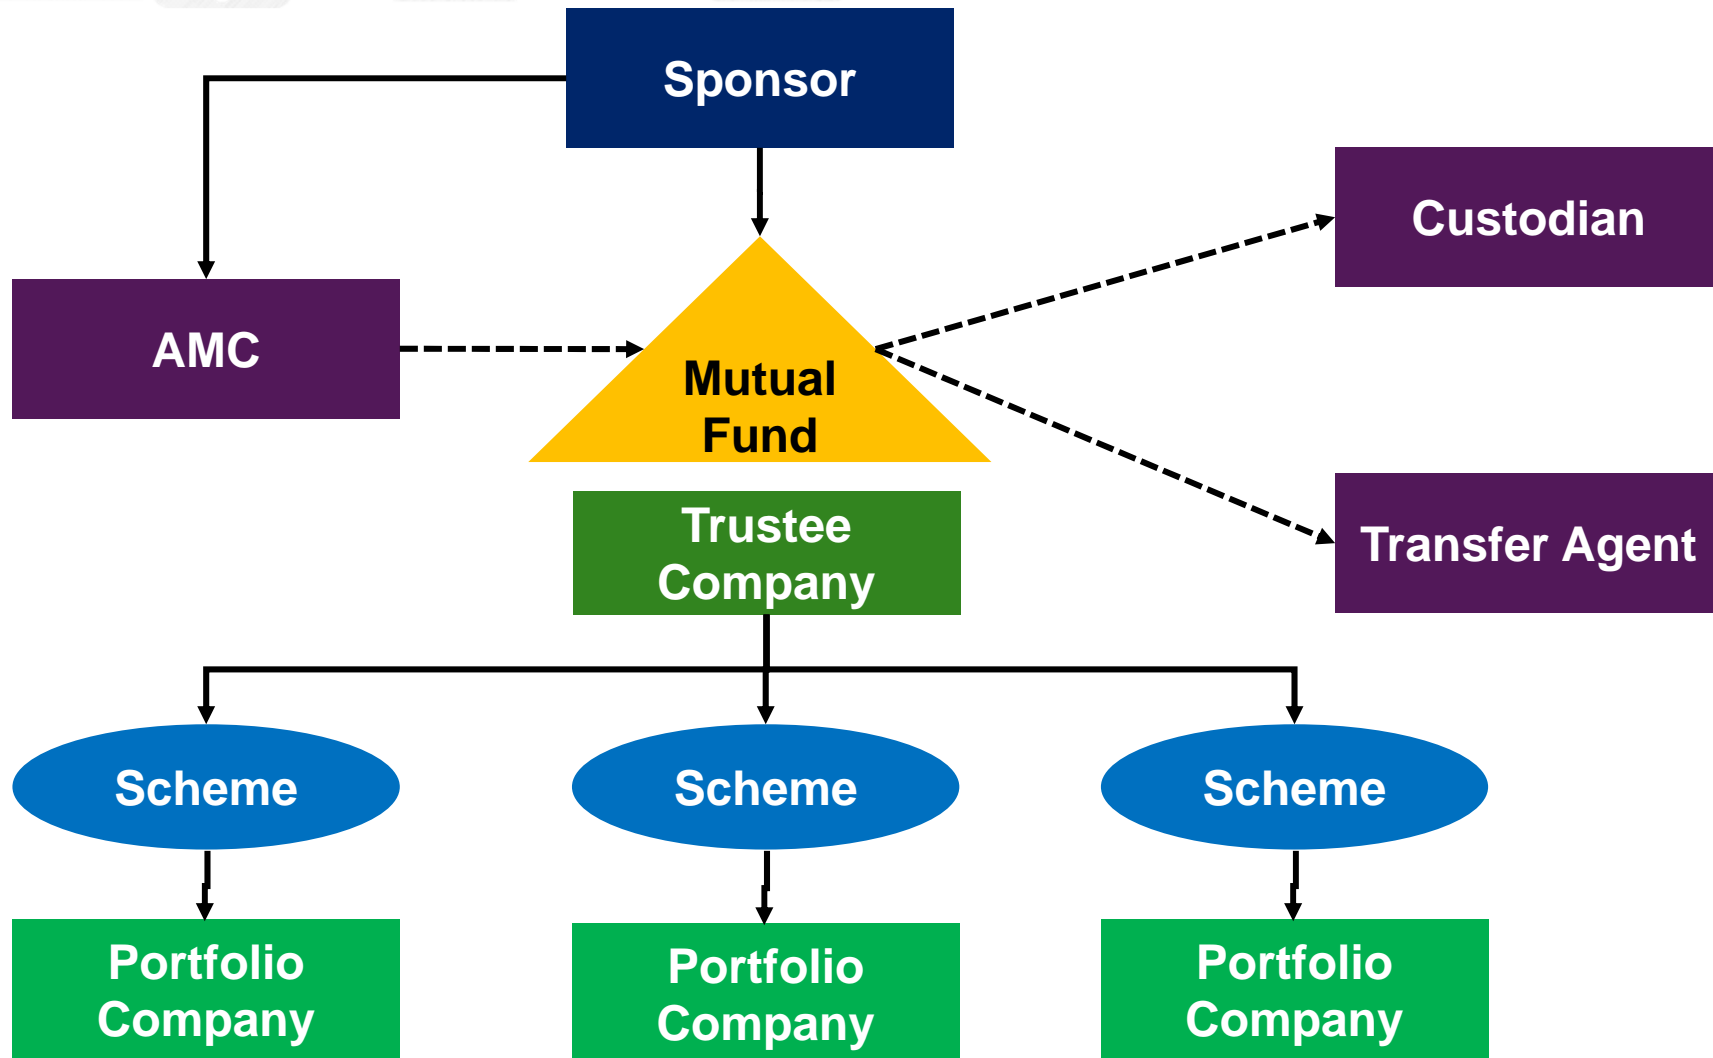 Sponsor
Custodian
AMC
Mutual
Fund
Trustee
Company
Transfer Agent
Scheme
Scheme
Scheme
Portfolio
Company
Portfolio
Company
Portfolio
Company